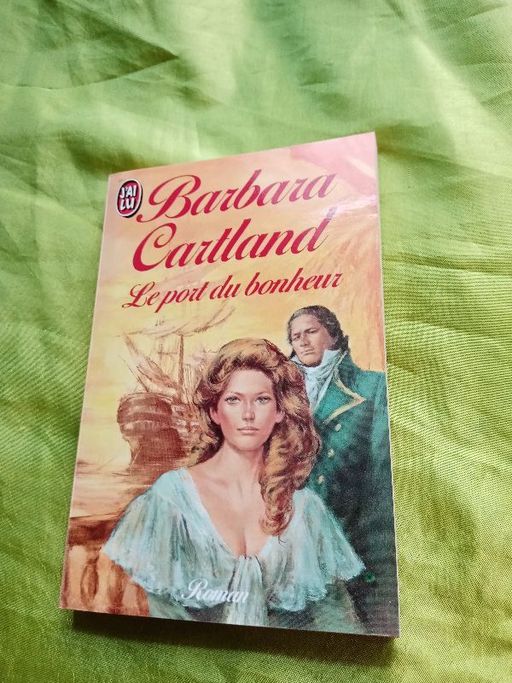 J'AI
LU
Barbara
Cartland
Le port du bonheur
Roman